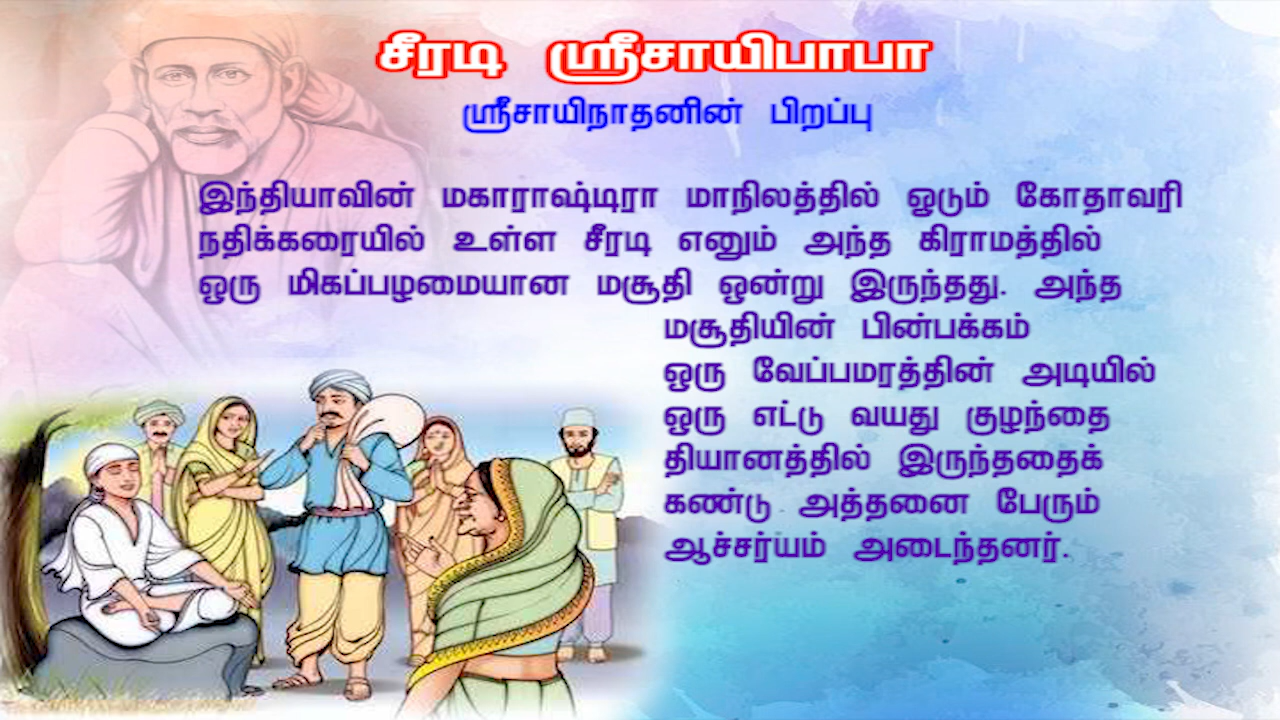 சீரடி ஸ்ரீசாயிபாபா
ஸ்ரீசாயிநாதனின் பிறப்பு
இந்தியாவின் மகாராஷ்டிரா மாநிலத்தில் ஓடும் கோதாவரி
நதிக்கரையில் உள்ள சீரடி எனும் அந்த கிராமத்தில்
ஒரு மிகப்பழமையான மசூதி ஒன்று இருந்தது. அந்த
மசூதியின் பின்பக்கம்
ஒரு வேப்பமரத்தின் அடியில்
ஒரு எட்டு வயது குழந்தை
தியானத்தில் இருந்ததைக்
கண்டு அத்தனை பேரும்
ஆச்சர்யம் அடைந்தனர்.